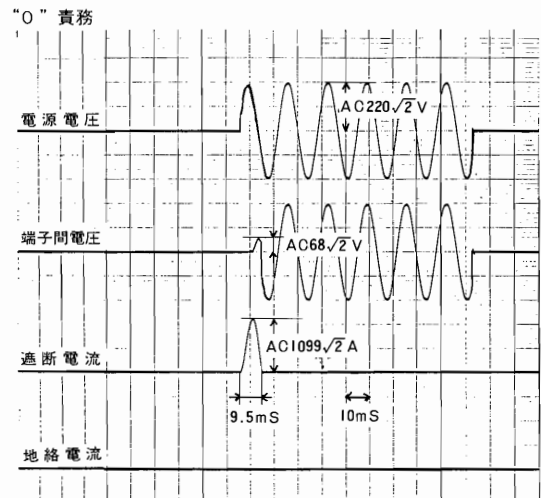 “O” 責務
AC220√2 V
電源電圧
端子間電圧
AC68√2 V
AC1099√2 A
遮断電流
9.5mS
10mS
地絡電流